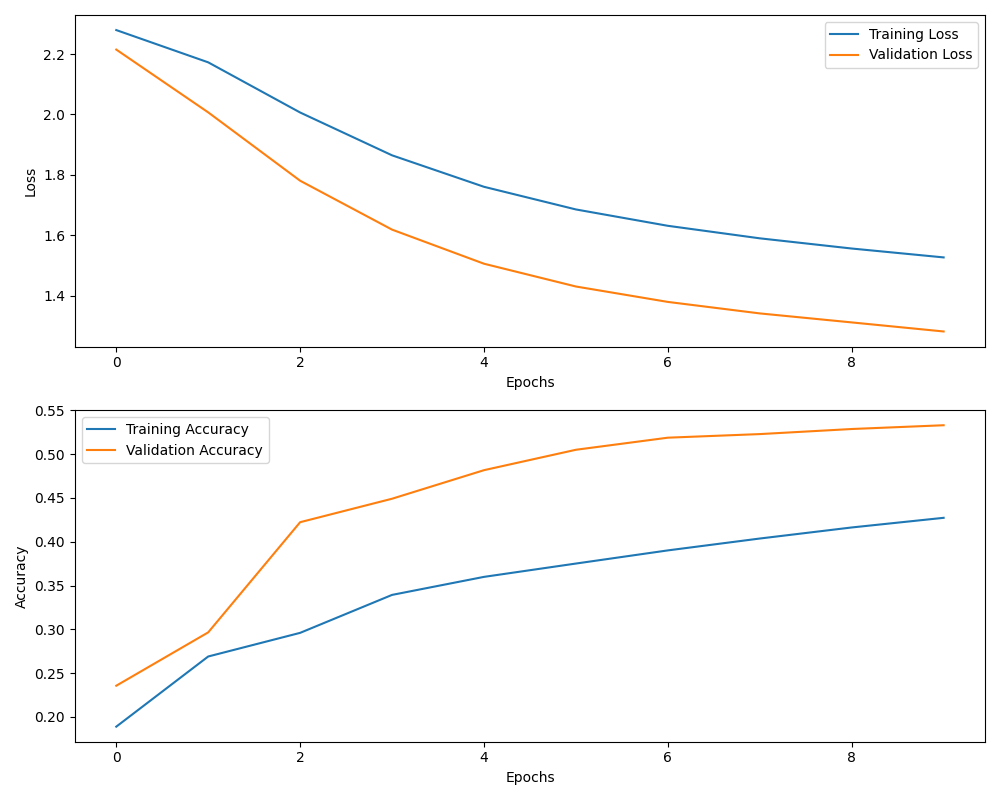 Training Loss
Validation Loss
2.2
2.0
1.8
1.6
1.4
Loss
0 2 4 6 8
Epochs
Training Accuracy
Validation Accuracy
0.55
0.50
0.45
0.40
0.35
0.30
0.25
0.20
Accuracy
0 2 4 6 8
Epochs